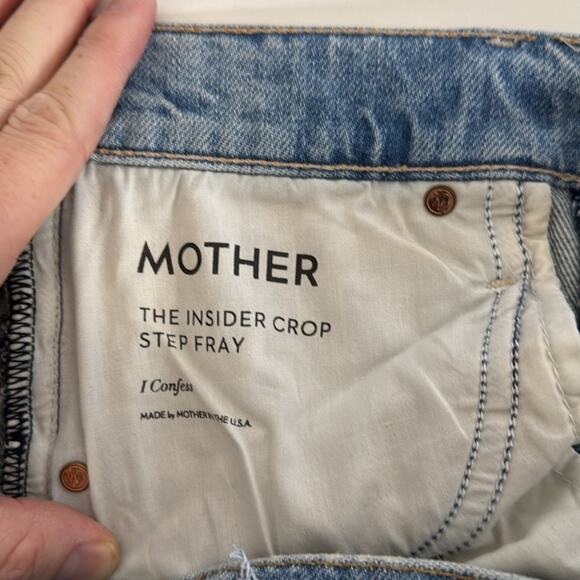 MOTHER
THE INSIDER CROP
STEP FRAY
I Confess
MADE by MOTHER IN THE U.S.A.